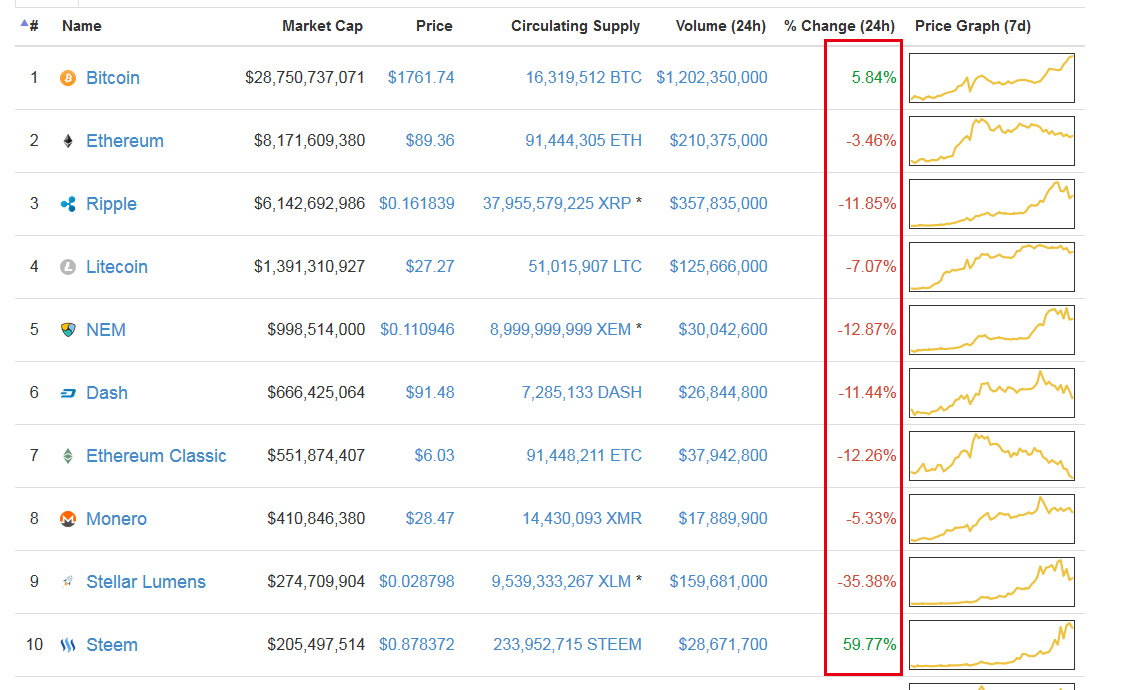 # Name Market Cap Price Circulating Supply Volume (24h) % Change (24h) Price Graph (7d)
1 Bitcoin $28,750,737,071 $1761.74 16,319,512 BTC $1,202,350,000 5.84%
2 Ethereum $8,171,609,380 $89.36 91,444,305 ETH $210,375,000 -3.46%
3 Ripple $6,142,692,986 $0.161839 37,955,579,225 XRP * $357,835,000 -11.85%
4 Litecoin $1,391,310,927 $27.27 51,015,907 LTC $125,666,000 -7.07%
5 NEM $998,514,000 $0.110946 8,999,999,999 XEM * $30,042,600 -12.87%
6 Dash $666,425,064 $91.48 7,285,133 DASH $26,844,800 -11.44%
7 Ethereum Classic $551,874,407 $6.03 91,448,211 ETC $37,942,800 -12.26%
8 Monero $410,846,380 $28.47 14,430,093 XMR $17,889,900 -5.33%
9 Stellar Lumens $274,709,904 $0.028798 9,539,333,267 XLM * $159,681,000 -35.38%
10 Steem $205,497,514 $0.878372 233,952,715 STEEM $28,671,700 59.77%